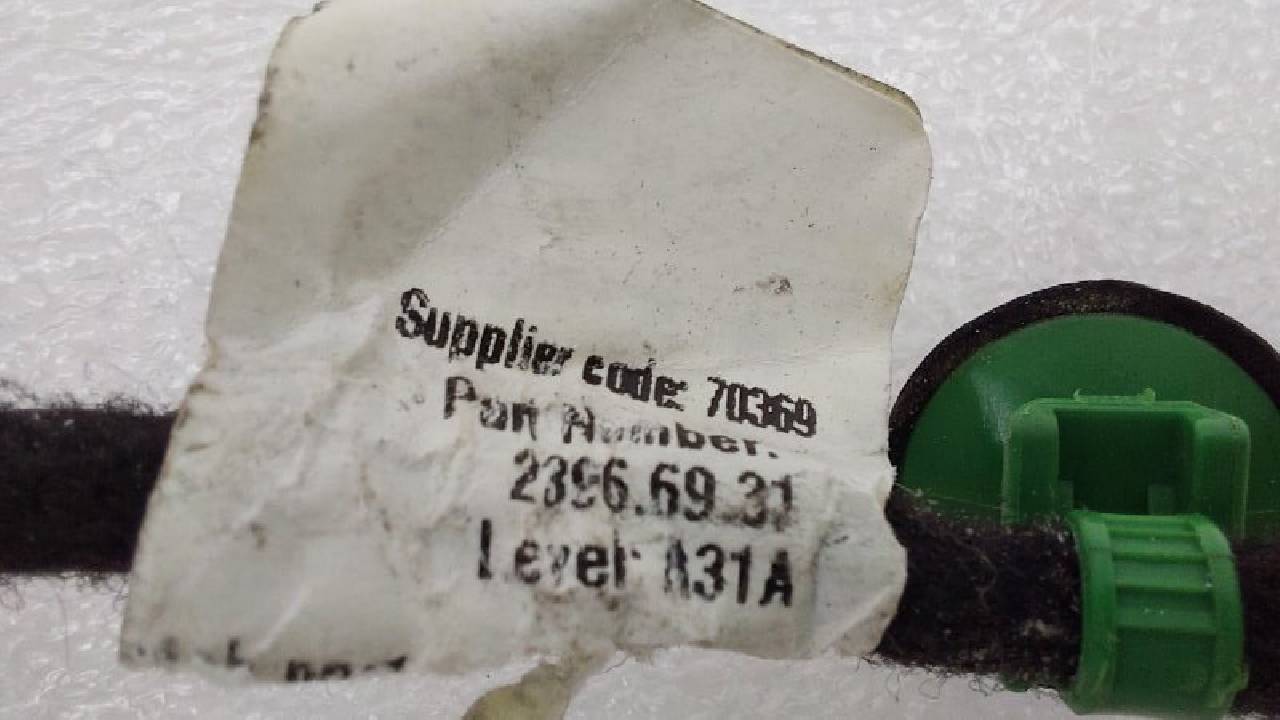 Supplier code: 70369
Part Number:
2396.69.31
Level: A31A